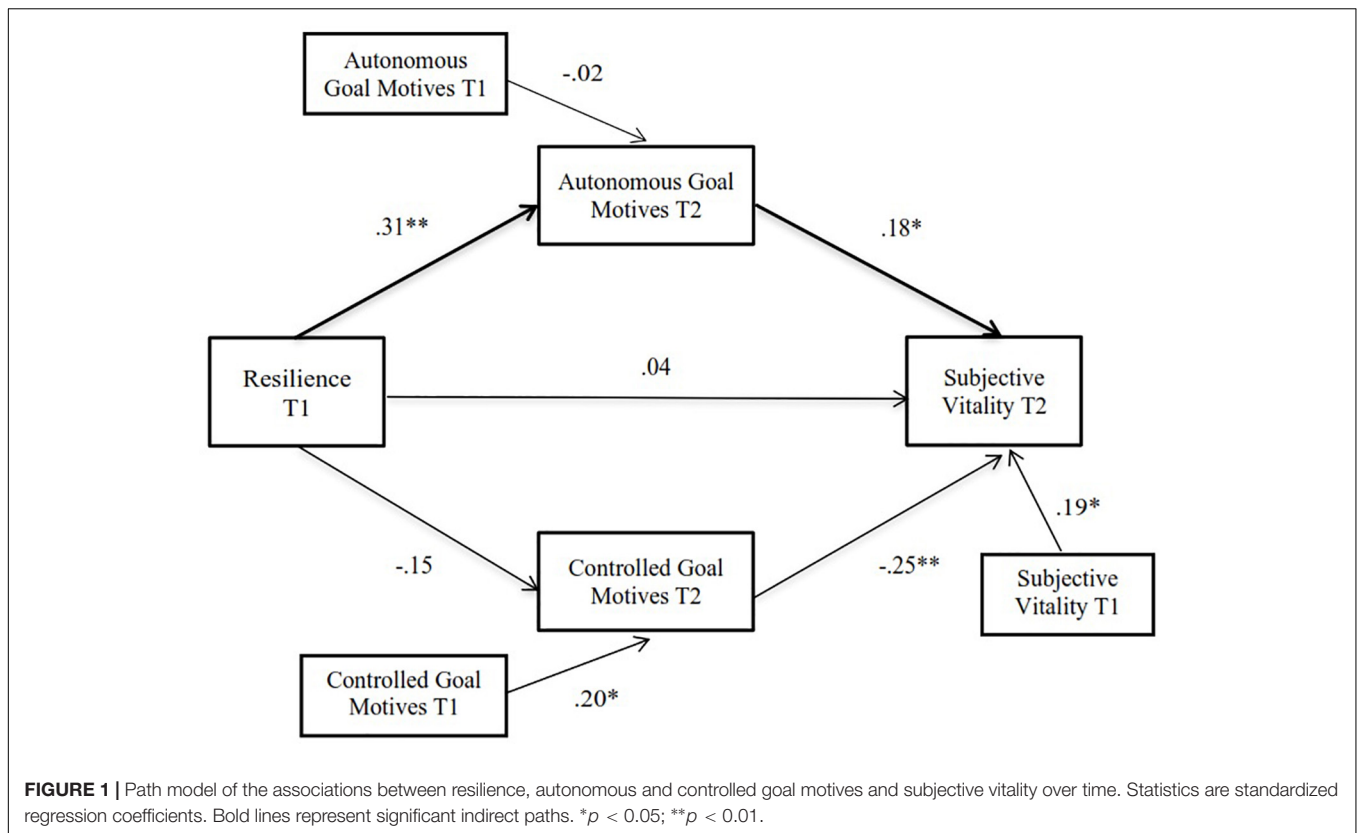 Autonomous
Goal Motives T1
-.02
Autonomous Goal
Motives T2
.31**
.18*
Resilience
T1
.04
Subjective
Vitality T2
-.15
Controlled Goal
Motives T2
-.25**
.19*
Subjective
Vitality T1
Controlled Goal
Motives T1
.20*
FIGURE 1 | Path model of the associations between resilience, autonomous and controlled goal motives and subjective vitality over time. Statistics are standardized
regression coefficients. Bold lines represent significant indirect paths. *p < 0.05; **p < 0.01.